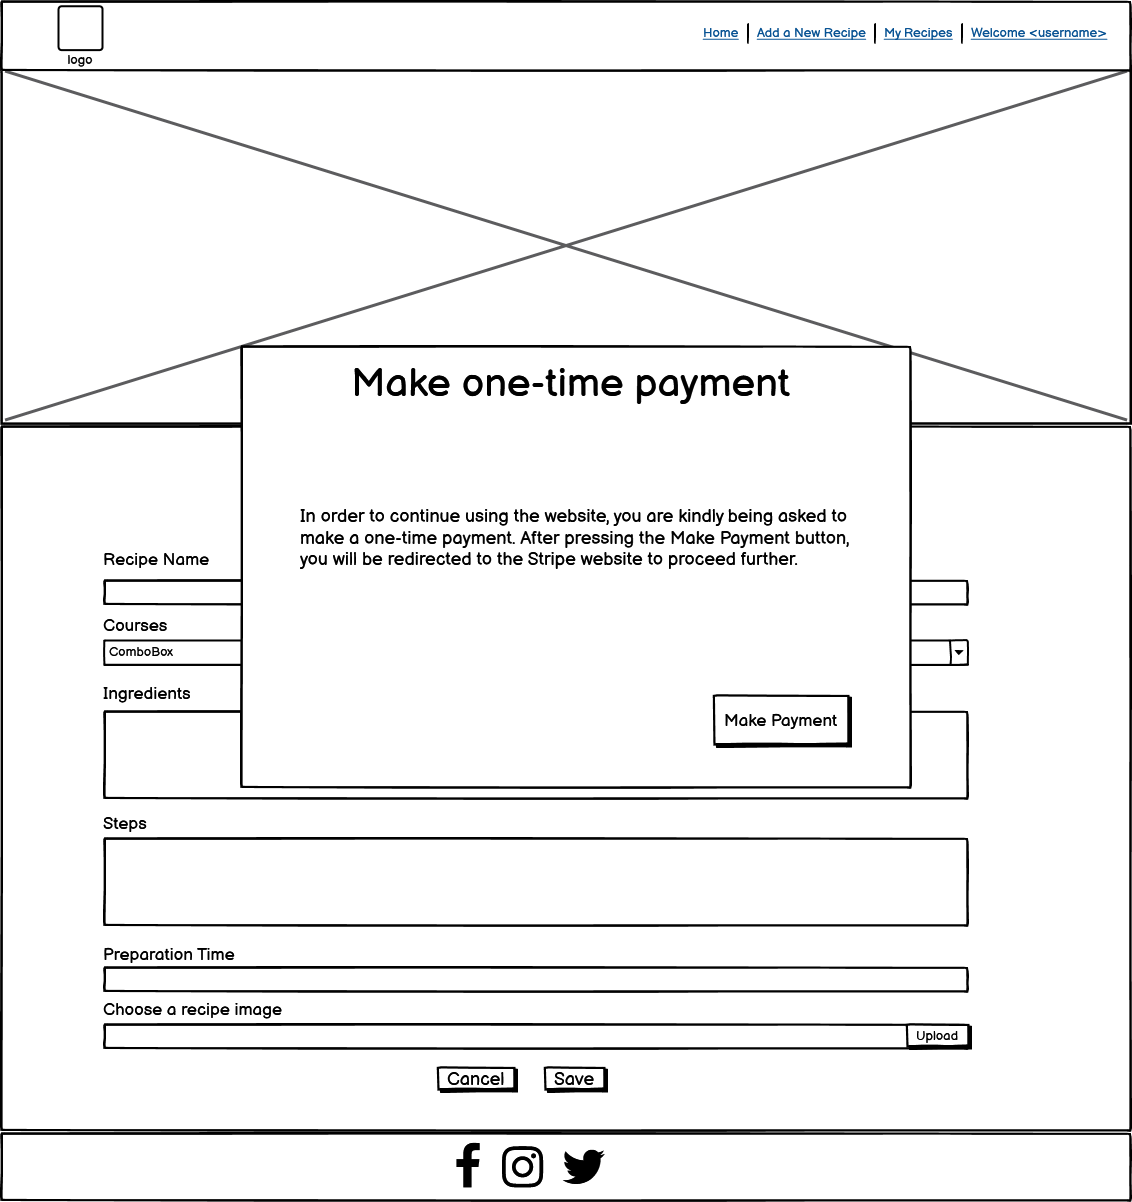 logo
Home
Add a New Recipe
My Recipes
Welcome <username>
Make one-time payment
In order to continue using the website, you are kindly being asked to
make a one-time payment. After pressing the Make Payment button,
you will be redirected to the Stripe website to proceed further.
Make Payment
Recipe Name
Courses
ComboBox
Ingredients
Steps
Preparation Time
Choose a recipe image
Upload
Cancel
Save